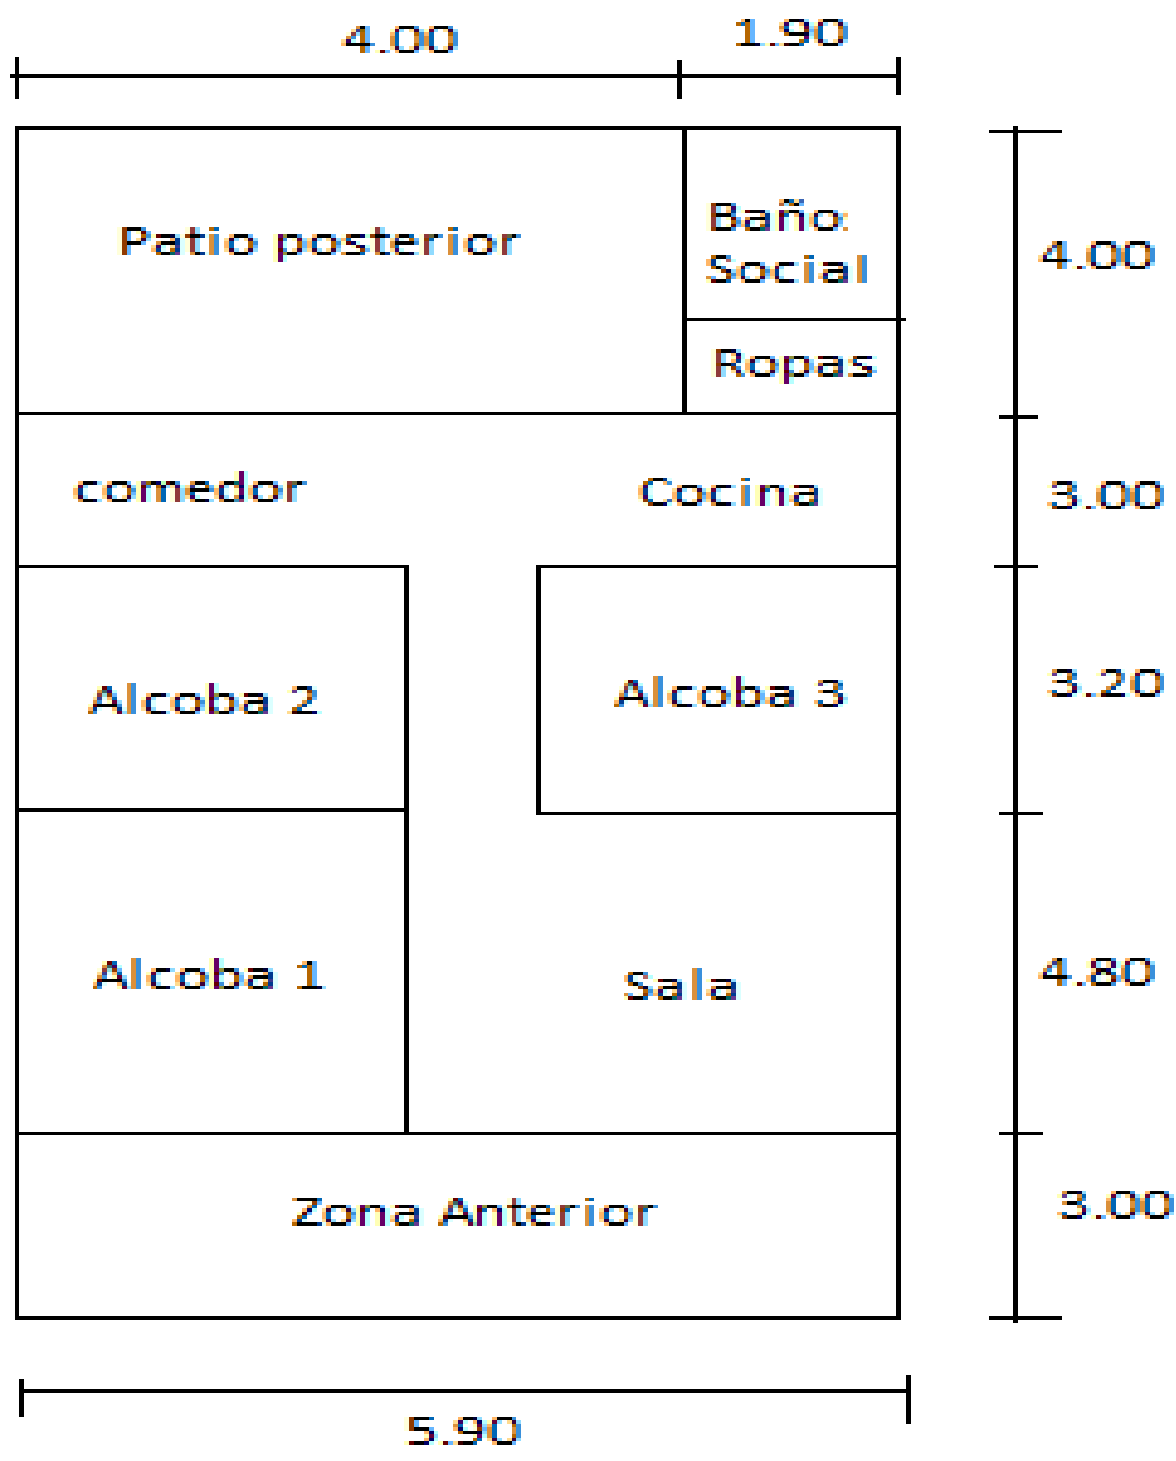 4.00
1.90
Patio posterior
Baño
Social
4.00
Ropas
comedor
Cocina
3.00
Alcoba 2
Alcoba 3
3.20
Alcoba 1
Sala
4.80
Zona Anterior
3.00
5.90